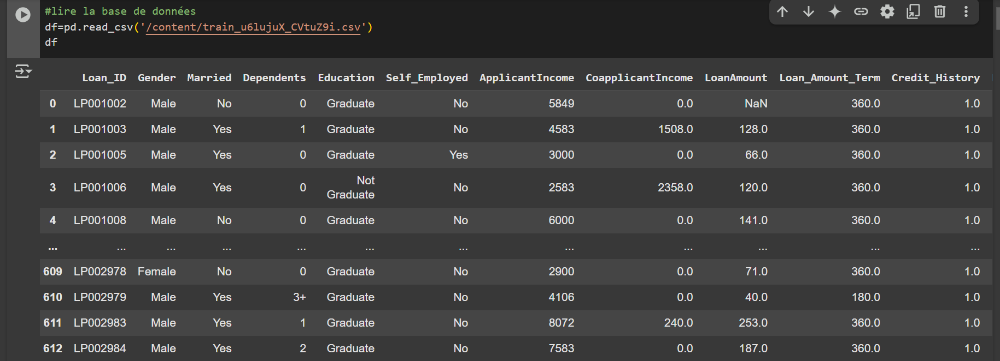 #lire la base de données
df=pd.read_csv('/content/train_u6lujuX_CVtuZ9i.csv')
df
Loan_ID Gender Married Dependents Education Self_Employed ApplicantIncome CoapplicantIncome LoanAmount Loan_Amount_Term Credit_History
0 LP001002 Male No 0 Graduate No 5849 0.0 NaN 360.0 1.0
1 LP001003 Male Yes 1 Graduate No 4583 1508.0 128.0 360.0 1.0
2 LP001005 Male Yes 0 Graduate Yes 3000 0.0 66.0 360.0 1.0
3 LP001006 Male Yes 0 Not Graduate No 2583 2358.0 120.0 360.0 1.0
4 LP001008 Male No 0 Graduate No 6000 0.0 141.0 360.0 1.0
... ... ... ... ... ... ... ... ... ... ... ...
609 LP002978 Female No 0 Graduate No 2900 0.0 71.0 360.0 1.0
610 LP002979 Male Yes 3+ Graduate No 4106 0.0 40.0 180.0 1.0
611 LP002983 Male Yes 1 Graduate No 8072 240.0 253.0 360.0 1.0
612 LP002984 Male Yes 2 Graduate No 7583 0.0 187.0 360.0 1.0